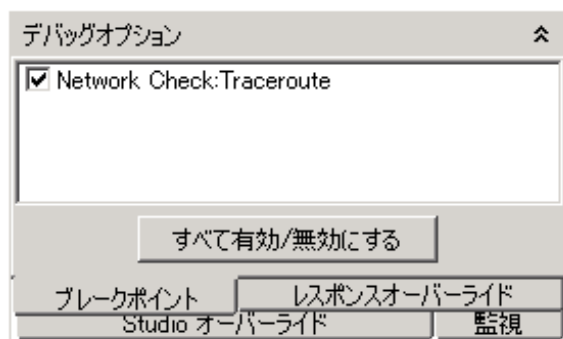 デバッグオプション
Network Check:Traceroute
すべて有効/無効にする
ブレークポイント
レスポンスオーバーライド
Studio オーバーライド
監視